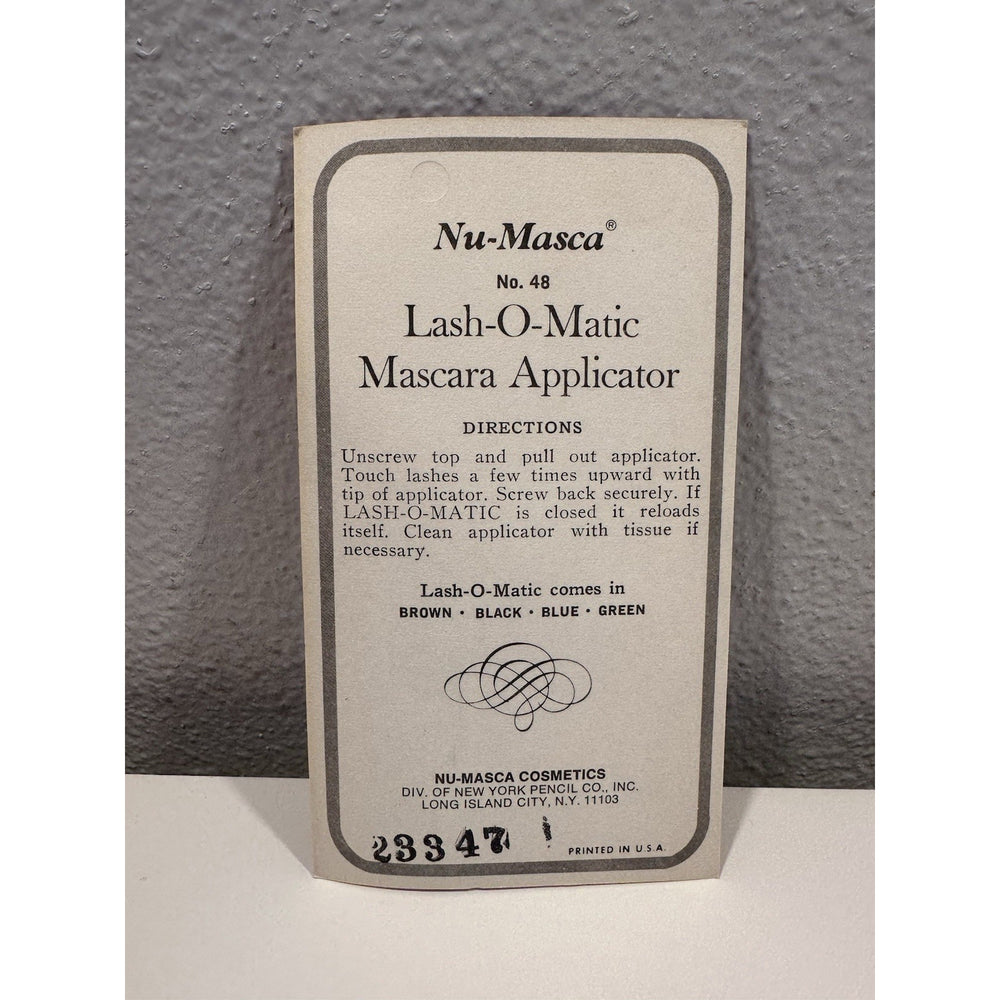 Nu-Masca®
No. 48
Lash-O-Matic
Mascara Applicator
DIRECTIONS
Unscrew top and pull out applicator.
Touch lashes a few times upward with
tip of applicator. Screw back securely. If
LASH-O-MATIC is closed it reloads
itself. Clean applicator with tissue if
necessary.
Lash-O-Matic comes in
BROWN • BLACK • BLUE • GREEN
NU-MASCA COSMETICS
DIV. OF NEW YORK PENCIL CO., INC.
LONG ISLAND CITY, N.Y. 11103
23347
PRINTED IN U.S.A.